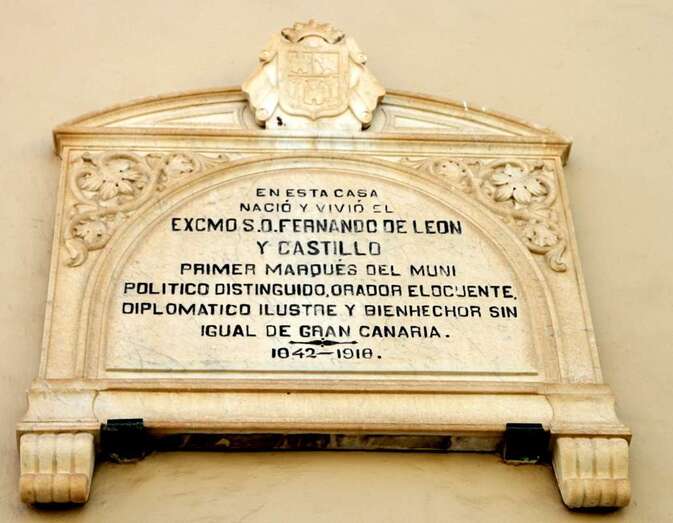 EN ESTA CASA
NACIÓ Y VIVIÓ EL
EXCMO S.D. FERNANDO DE LEON
Y CASTILLO
PRIMER MARQUÉS DEL MUNI
POLITICO DISTINGUIDO, ORADOR ELOCUENTE,
DIPLOMATICO ILUSTRE Y BIENHECHOR SIN
IGUAL DE GRAN CANARIA.
1842-1918.